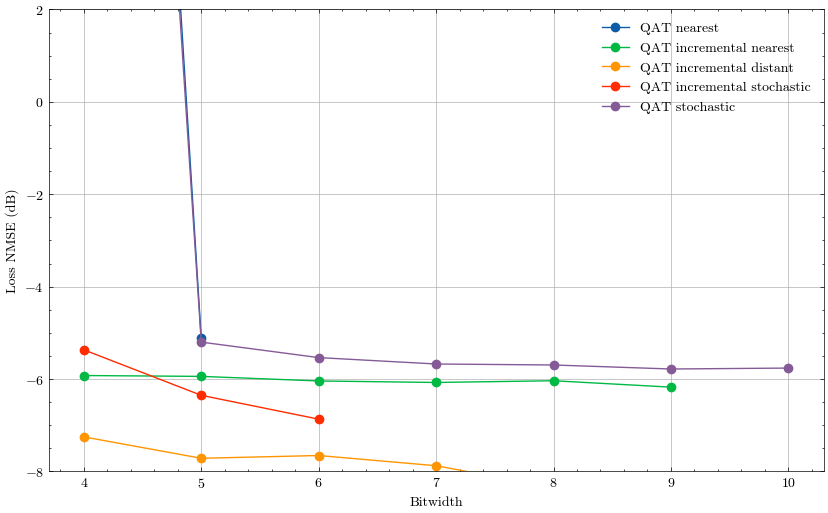 2
0
−2
−4
−6
−8
Loss NMSE (dB)
QAT nearest
QAT incremental nearest
QAT incremental distant
QAT incremental stochastic
QAT stochastic
4 5 6 7 8 9 10
Bitwidth